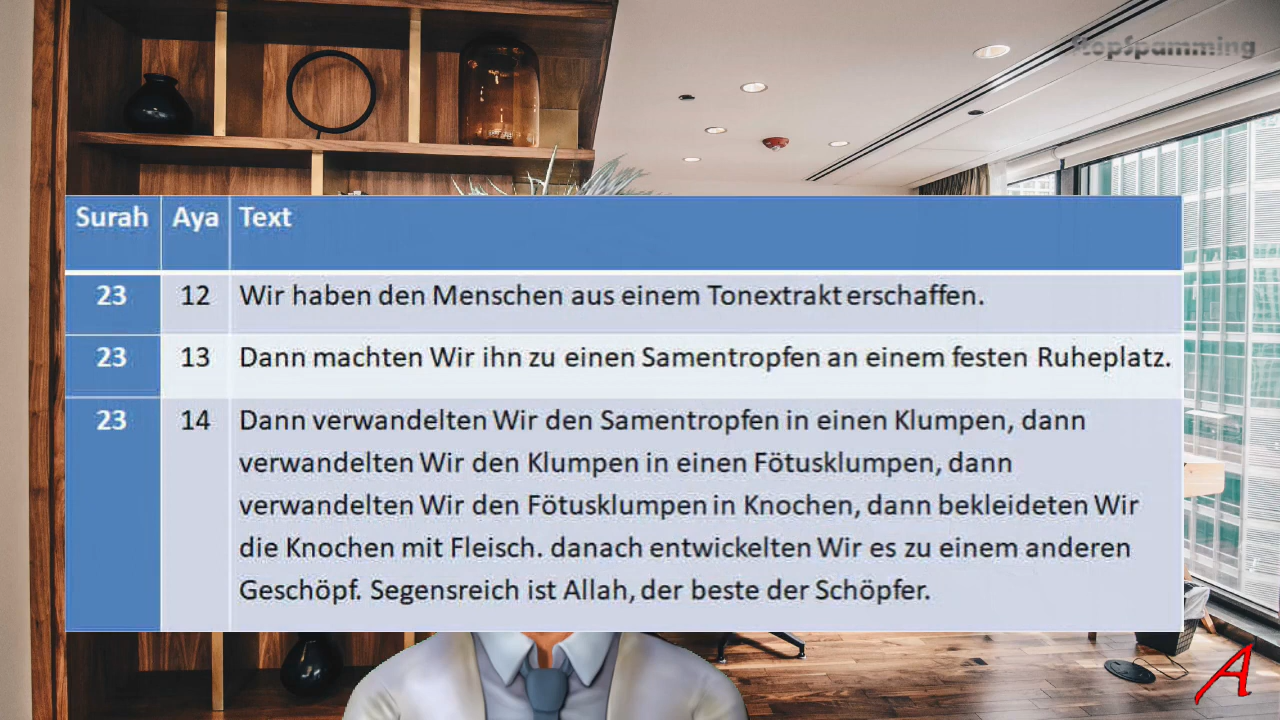 StopSpamming
Surah Aya Text
23 12 Wir haben den Menschen aus einem Tonextrakt erschaffen.
23 13 Dann machten Wir ihn zu einen Samentropfen an einem festen Ruheplatz.
23 14 Dann verwandelten Wir den Samentropfen in einen Klumpen, dann
verwandelten Wir den Klumpen in einen Fötusklumpen, dann
verwandelten Wir den Fötusklumpen in Knochen, dann bekleideten Wir
die Knochen mit Fleisch. danach entwickelten Wir es zu einem anderen
Geschöpf. Segensreich ist Allah, der beste der Schöpfer.
A